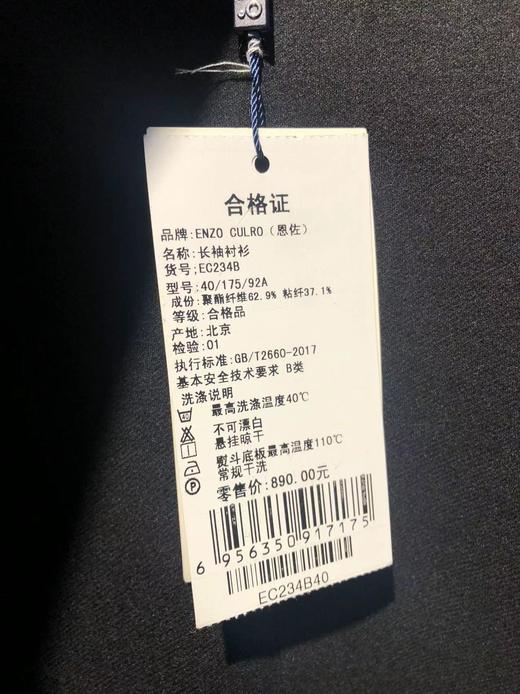 合格证
品牌: ENZO CULRO (恩佐)
名称: 长袖衬衫
货号: EC234B
型号: 40/175/92A
成份: 聚酯纤维62.9% 粘纤37.1%
等级: 合格品
产地: 北京
检验: 01
执行标准: GB/T2660-2017
基本安全技术要求 B类
洗涤说明
40 最高洗涤温度40℃
不可漂白
悬挂晾干
熨斗底板最高温度110℃
P 常规干洗
零售价: 890.00元
6 956350 917175
EC234B40